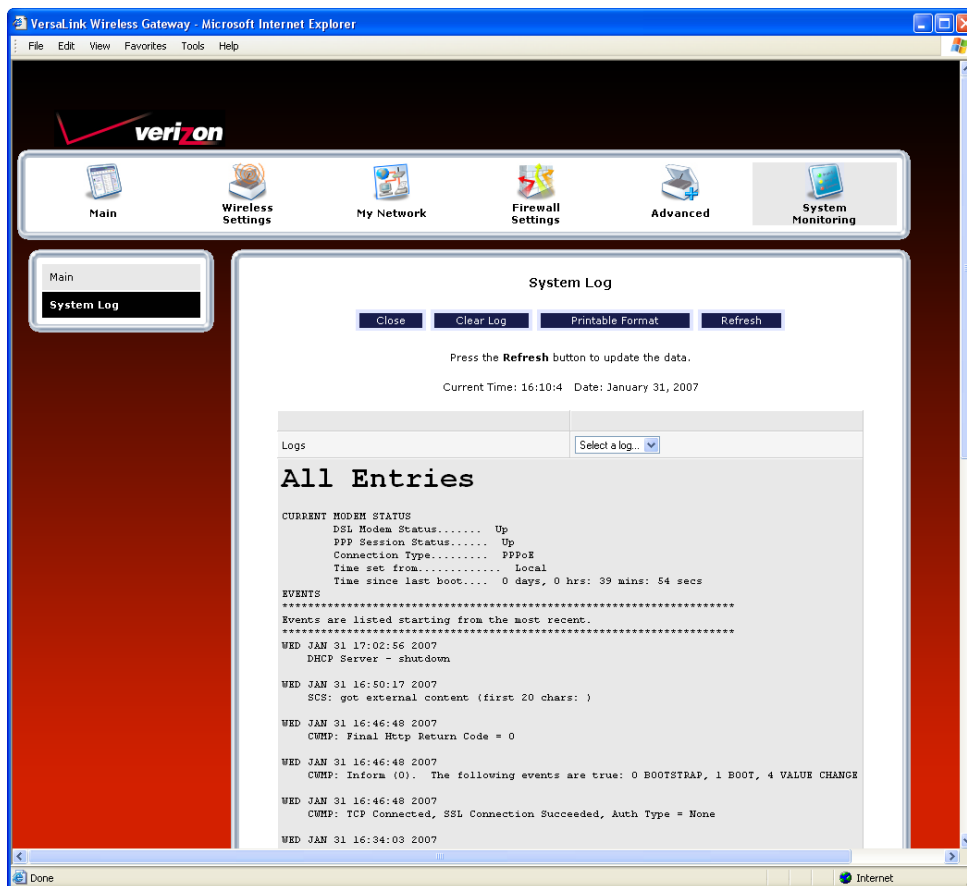 VersaLink Wireless Gateway - Microsoft Internet Explorer
File Edit View Favorites Tools Help
verizon
Main
Wireless Settings
My Network
Firewall Settings
Advanced
System Monitoring
Main
System Log
System Log
Close Clear Log Printable Format Refresh
Press the Refresh button to update the data.
Current Time: 16:10:4 Date: January 31, 2007
Logs Select a log...
All Entries
CURRENT MODEM STATUS
DSL Modem Status....... Up
PPP Session Status...... Up
Connection Type......... PPPoE
Time set from............. Local
Time since last boot.... 0 days, 0 hrs: 39 mins: 54 secs
EVENTS
**********************************************************************
Events are listed starting from the most recent.
**********************************************************************
WED JAN 31 17:02:56 2007
DHCP Server - shutdown
WED JAN 31 16:50:17 2007
SCS: got external content (first 20 chars: )
WED JAN 31 16:46:48 2007
CWMP: Final Http Return Code = 0
WED JAN 31 16:46:48 2007
CWMP: Inform (0). The following events are true: 0 BOOTSTRAP, 1 BOOT, 4 VALUE CHANGE
WED JAN 31 16:46:48 2007
CWMP: TCP Connected, SSL Connection Succeeded, Auth Type = None
WED JAN 31 16:34:03 2007
Done Internet